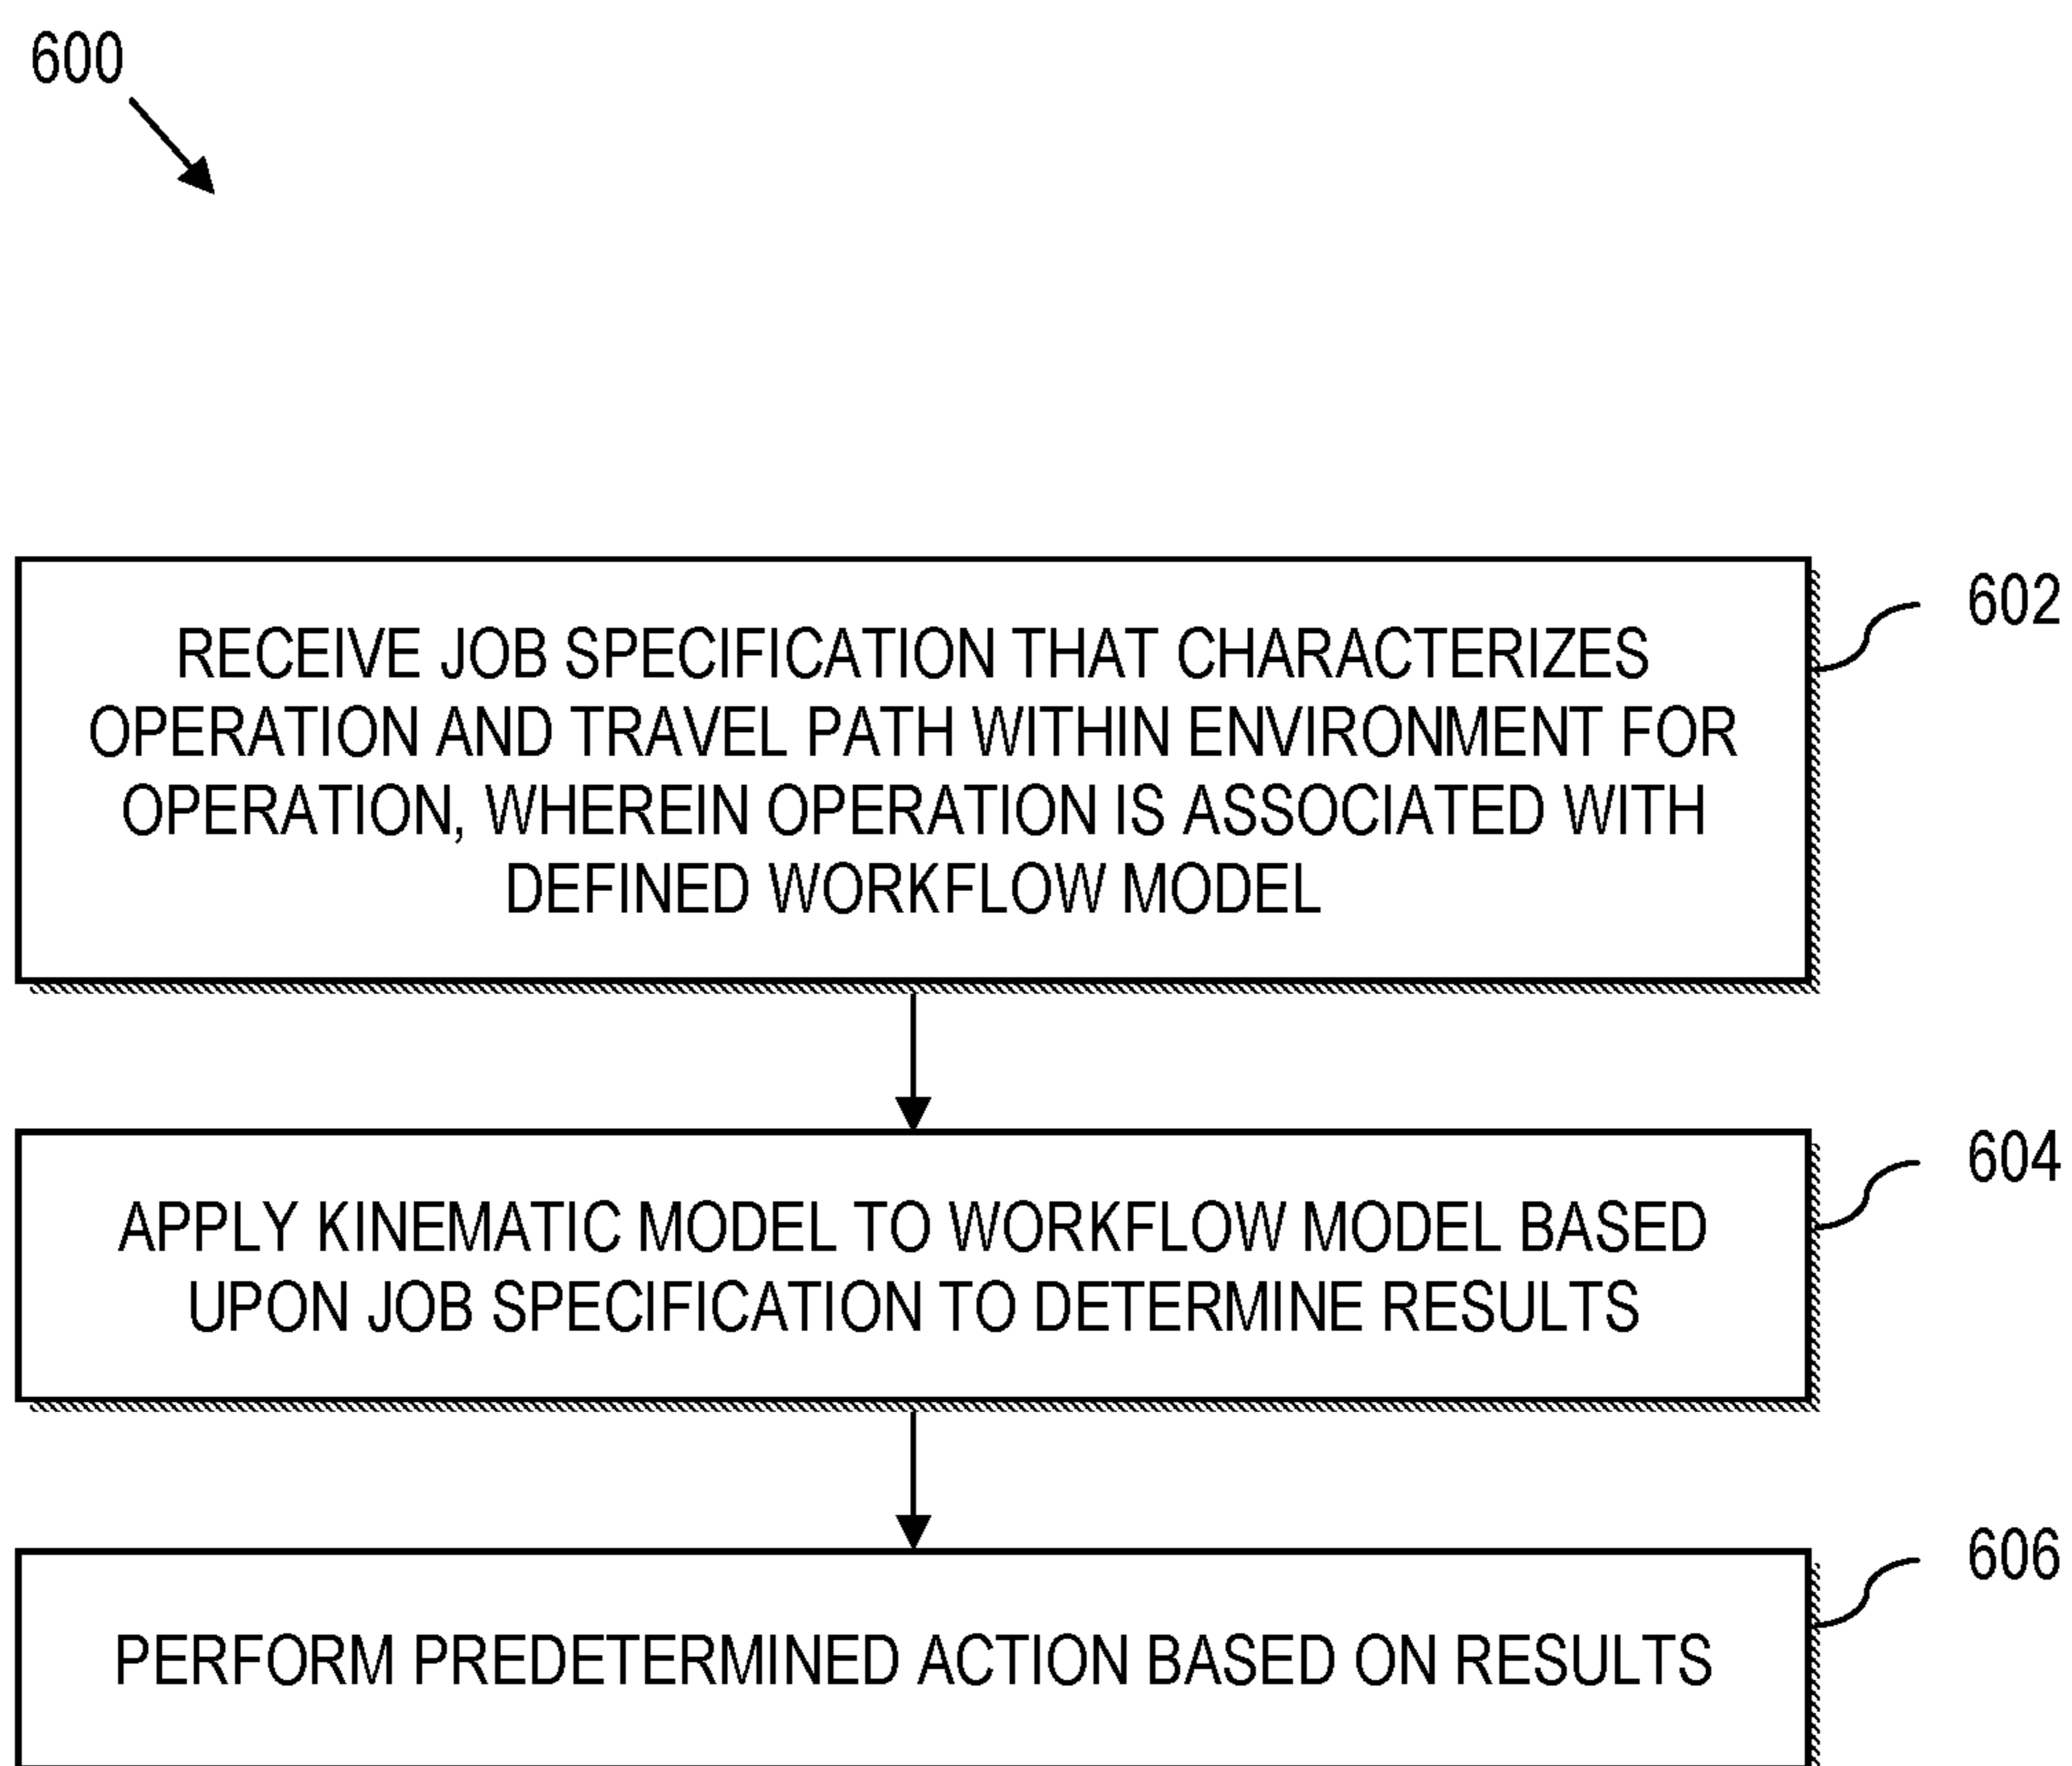 600
602
RECEIVE JOB SPECIFICATION THAT CHARACTERIZES
OPERATION AND TRAVEL PATH WITHIN ENVIRONMENT FOR
OPERATION, WHEREIN OPERATION IS ASSOCIATED WITH
DEFINED WORKFLOW MODEL
604
APPLY KINEMATIC MODEL TO WORKFLOW MODEL BASED
UPON JOB SPECIFICATION TO DETERMINE RESULTS
606
PERFORM PREDETERMINED ACTION BASED ON RESULTS